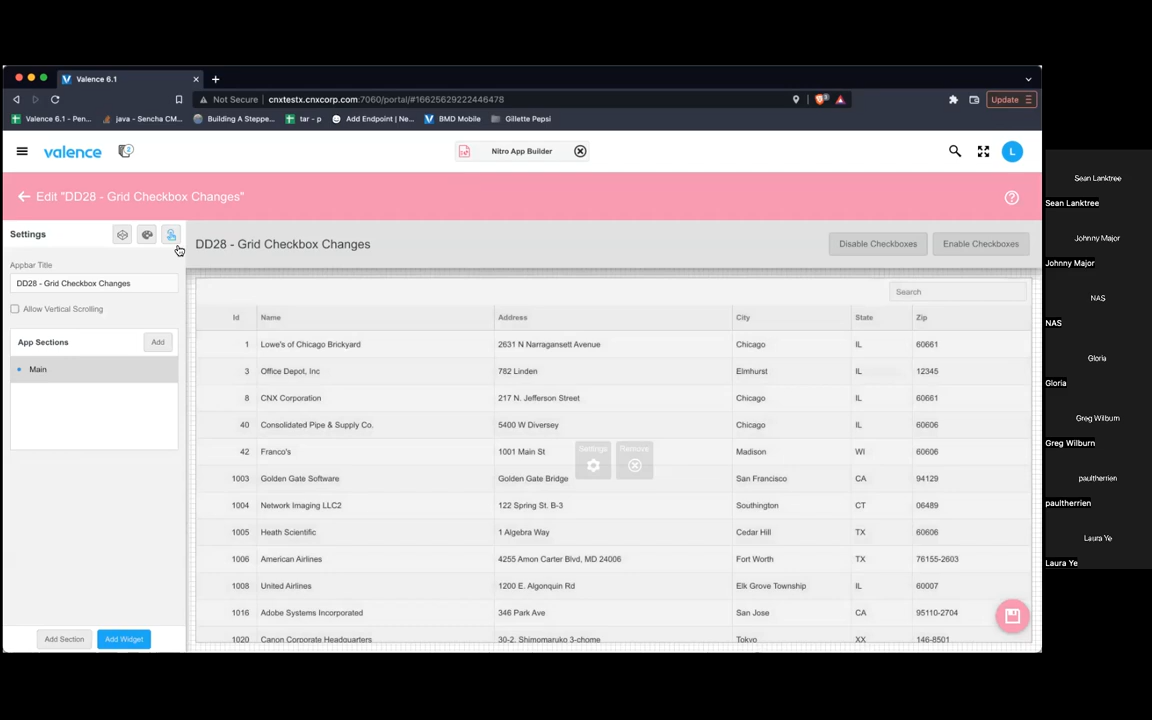 Valence 6.1
Not Secure | cnxtestx.cnxcorp.com:7060/portal/#16625629222446478
Update
Valence 6.1 - Pen...
java - Sencha CM...
Building A Steppe...
tar - p
Add Endpoint | Ne...
BMD Mobile
Gillette Pepsi
valence
2
Nitro App Builder
L
Edit "DD28 - Grid Checkbox Changes"
Settings
DD28 - Grid Checkbox Changes
Disable Checkboxes
Enable Checkboxes
Appbar Title
DD28 - Grid Checkbox Changes
Allow Vertical Scrolling
App Sections
Add
Main
Search
Id Name Address City State Zip
1 Lowe's of Chicago Brickyard 2631 N Narragansett Avenue Chicago IL 60661
3 Office Depot, Inc 782 Linden Elmhurst IL 12345
8 CNX Corporation 217 N. Jefferson Street Chicago IL 60661
40 Consolidated Pipe & Supply Co. 5400 W Diversey Chicago IL 60606
42 Franco's 1001 Main St Madison WI 60606
1003 Golden Gate Software Golden Gate Bridge San Francisco CA 94129
1004 Network Imaging LLC2 122 Spring St. B-3 Southington CT 06489
1005 Heath Scientific 1 Algebra Way Cedar Hill TX 60606
1006 American Airlines 4255 Amon Carter Blvd, MD 24006 Fort Worth TX 76155-2603
1008 United Airlines 1200 E. Algonquin Rd Elk Grove Township IL 60007
1016 Adobe Systems Incorporated 346 Park Ave San Jose CA 95110-2704
1020 Canon Corporate Headquarters 30-2, Shimomaruko 3-chome Tokyo XX 146-8501
Settings
Remove
Add Section
Add Widget
Sean Lanktree
Sean Lanktree
Johnny Major
Johnny Major
NAS
NAS
Gloria
Gloria
Greg Wilburn
Greg Wilburn
paultherrien
paultherrien
Laura Ye
Laura Ye